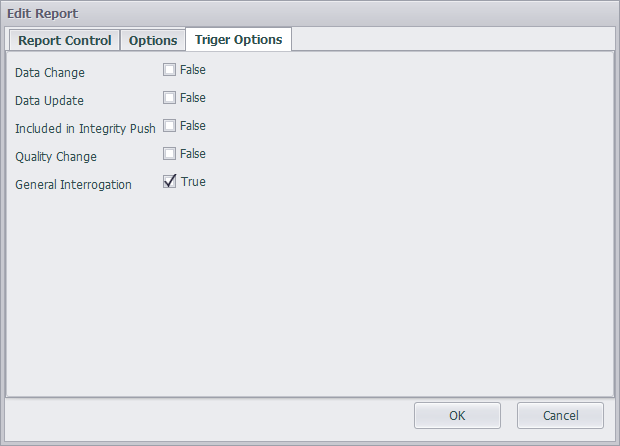 Edit Report
Report Control Options Triger Options
Data Change False
Data Update False
Included in Integrity Push False
Quality Change False
General Interrogation True
OK Cancel